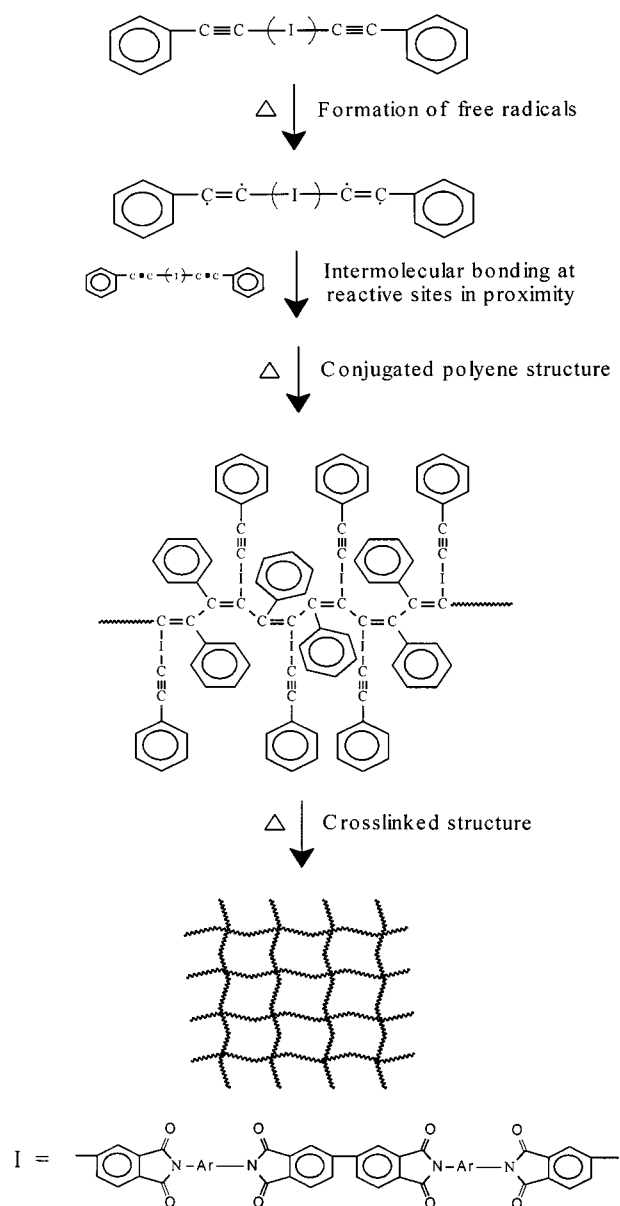 C≡C (I) C≡C
△ Formation of free radicals
Ċ=Ċ (I) Ċ=Ċ
C≡C (I) C≡C
Intermolecular bonding at
reactive sites in proximity
△ Conjugated polyene structure
C C C
||| ||| |||
C C C
I I I
C=C C=C C=C C=C C=C C=C C=C
I I I
C C C
||| ||| |||
C C C
△ Crosslinked structure
O O O O
I = N-Ar-N N-Ar-N
O O O O